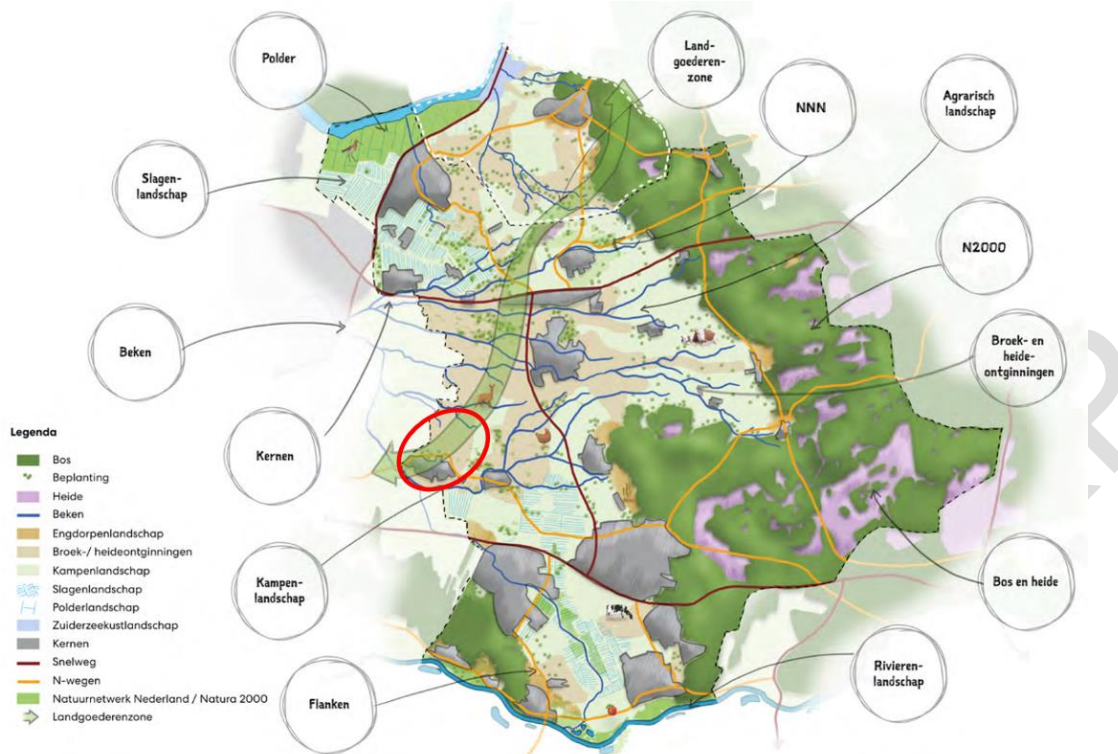 Polder
Land-
goederen-
zone
NNN
Agrarisch
landschap
Slagen-
landschap
N2000
Beken
Broek- en
heide-
ontginningen
Kernen
Legenda
Bos
Beplanting
Heide
Beken
Engdorpenlandschap
Broek-/ heideontginningen
Kampenlandschap
Slagenlandschap
Polderlandschap
Zuiderzeekustlandschap
Kernen
Snelweg
N-wegen
Natuurnetwerk Nederland / Natura 2000
Landgoederenzone
Kampen-
landschap
Bos en heide
Flanken
Rivieren-
landschap